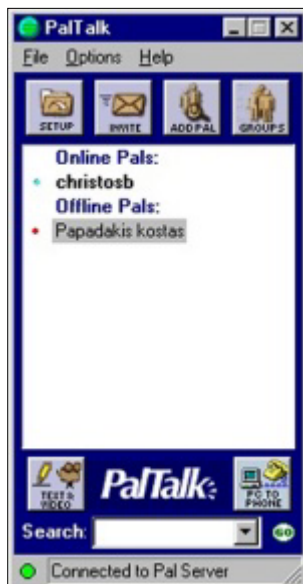 PalTalk
File Options Help
SETUP INVITE ADD PAL GROUPS
Online Pals:
christosb
Offline Pals:
Papadakis kostas
TEXT & VIDEO PalTalk PC TO PHONE
Search: GO
Connected to Pal Server